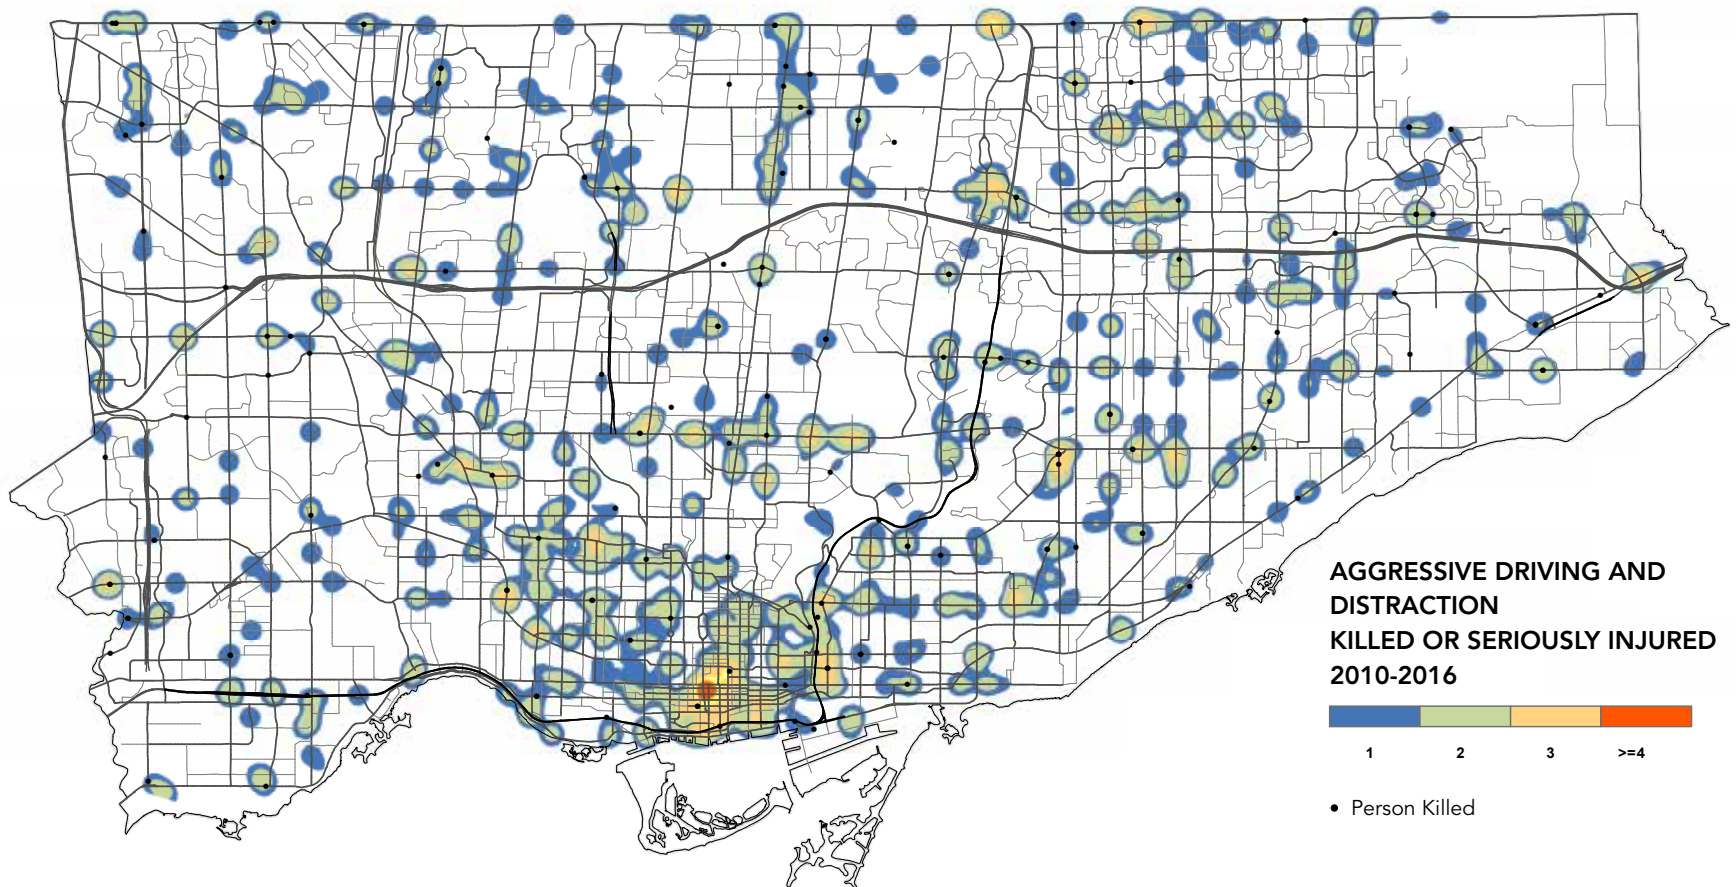 AGGRESSIVE DRIVING AND
DISTRACTION
KILLED OR SERIOUSLY INJURED
2010-2016
1 2 3 >=4
• Person Killed